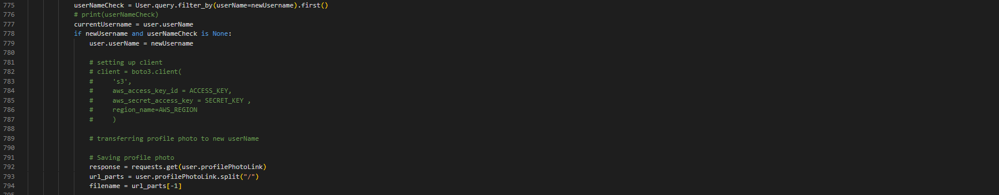 775 userNameCheck = User.query.filter_by(userName=newUsername).first()
776 # print(userNameCheck)
777 currentUsername = user.userName
778 if newUsername and userNameCheck is None:
779 user.userName = newUsername
780
781 # setting up client
782 # client = boto3.client(
783 #     's3',
784 #     aws_access_key_id = ACCESS_KEY,
785 #     aws_secret_access_key = SECRET_KEY ,
786 #     region_name=AWS_REGION
787 #     )
788
789 # transferring profile photo to new userName
790
791 # Saving profile photo
792 response = requests.get(user.profilePhotoLink)
793 url_parts = user.profilePhotoLink.split("/")
794 filename = url_parts[-1]